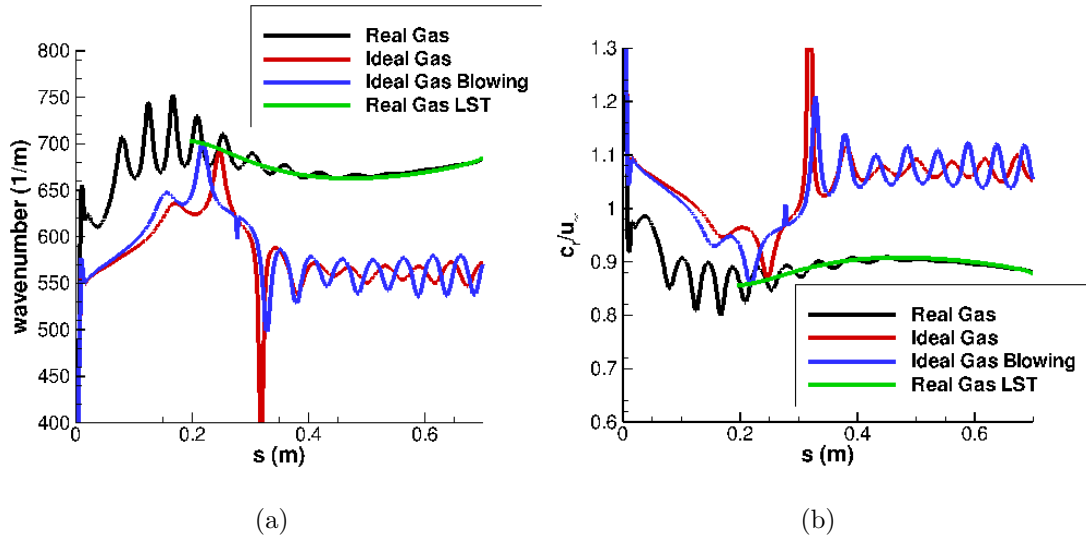 Real Gas
Ideal Gas
Ideal Gas Blowing
Real Gas LST
800
750
700
650
600
550
500
450
400
wavenumber (1/m)
0
0.2
0.4
0.6
s (m)
(a)
1.3
1.2
1.1
1.0
0.9
0.8
0.7
0.6
c_r/u_∞
Real Gas
Ideal Gas
Ideal Gas Blowing
Real Gas LST
0
0.2
0.4
0.6
s (m)
(b)